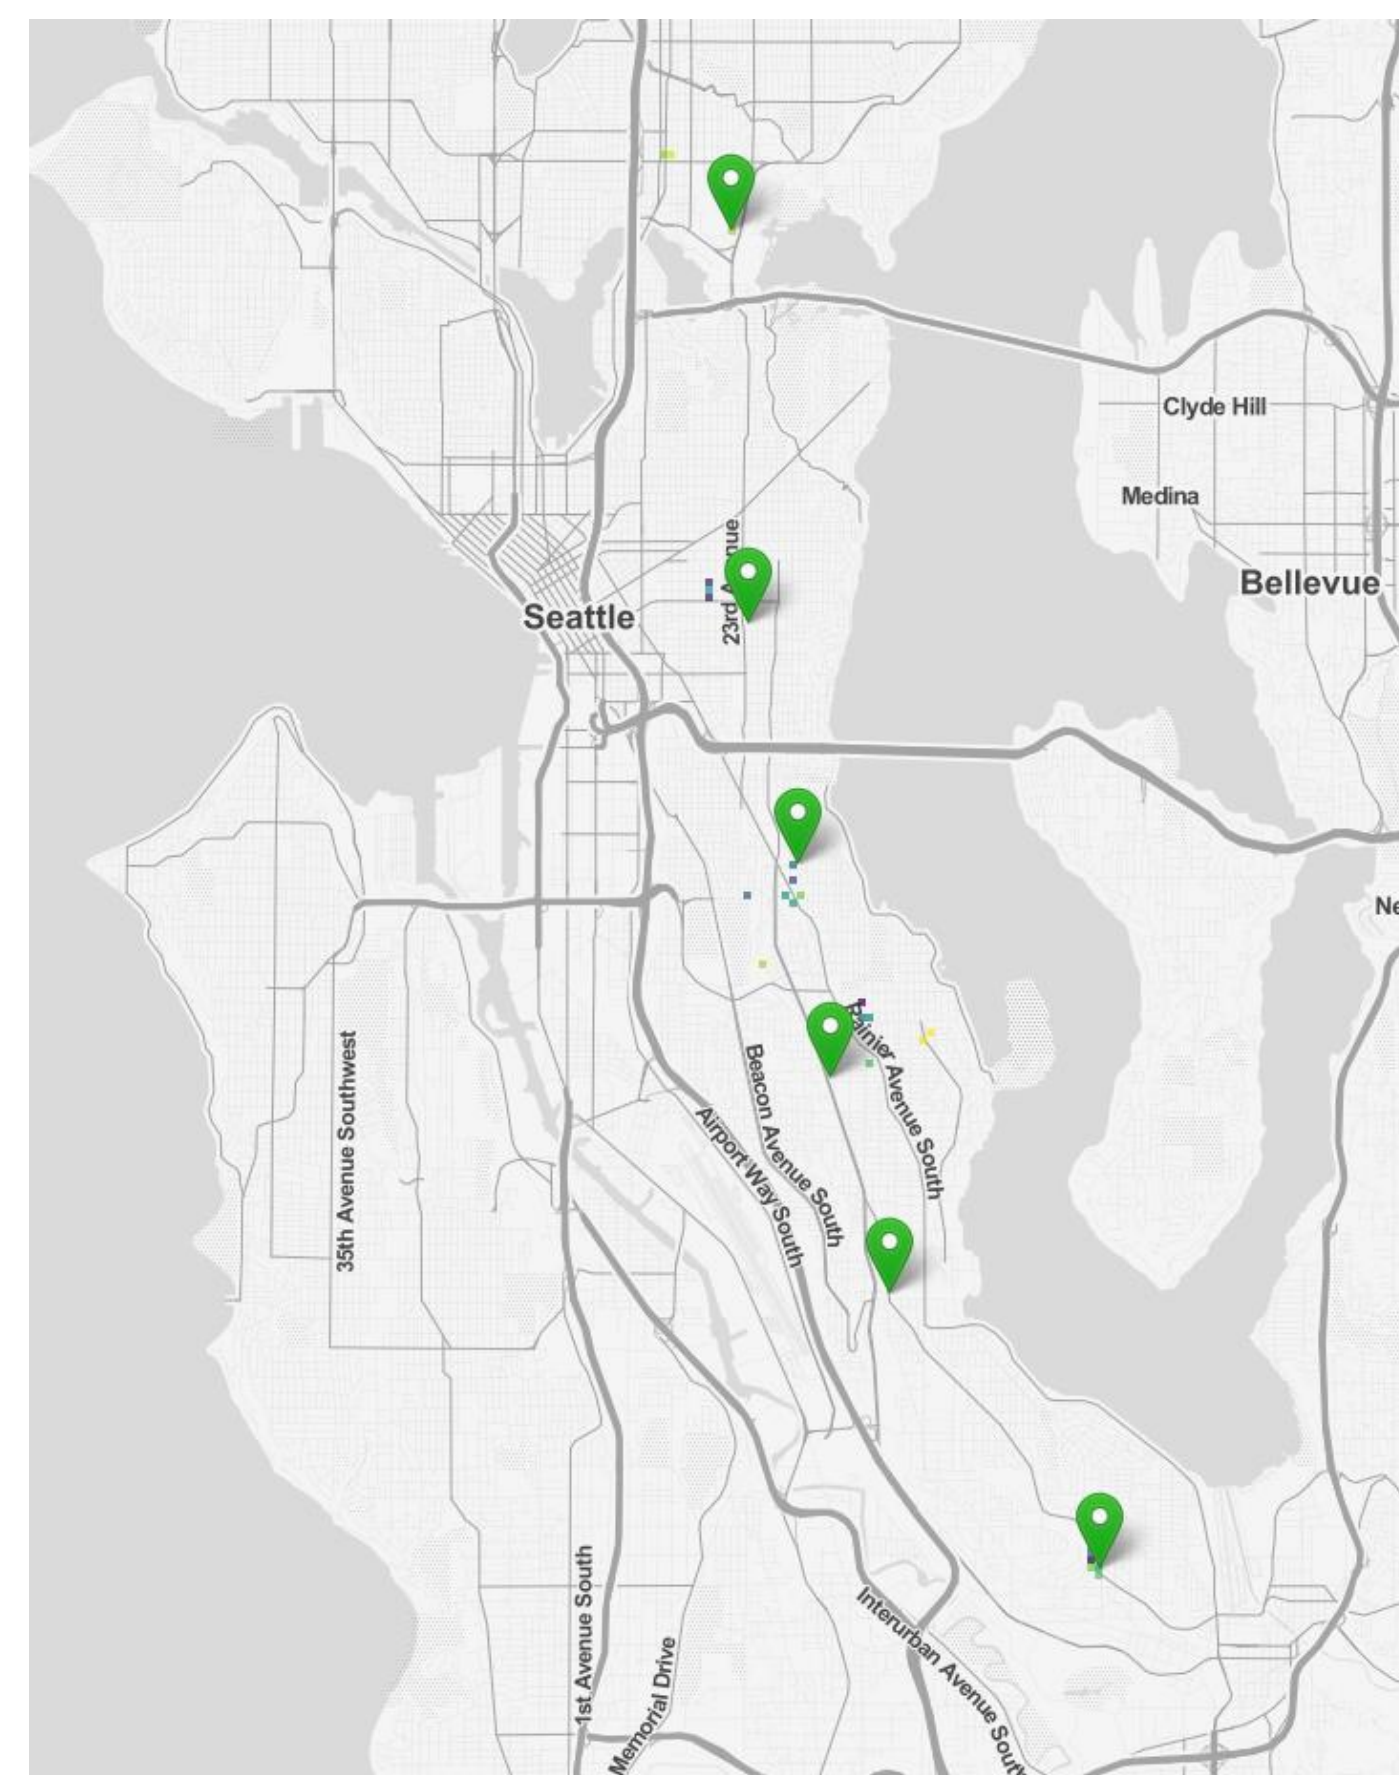 Clyde Hill
Medina
Bellevue
23rd A nue
Seattle
Ne
35th Avenue Southwest
Beacon Avenue South
Rainier Avenue South
Airport Way South
1st Avenue South
Memorial Drive
Interurban Avenue South